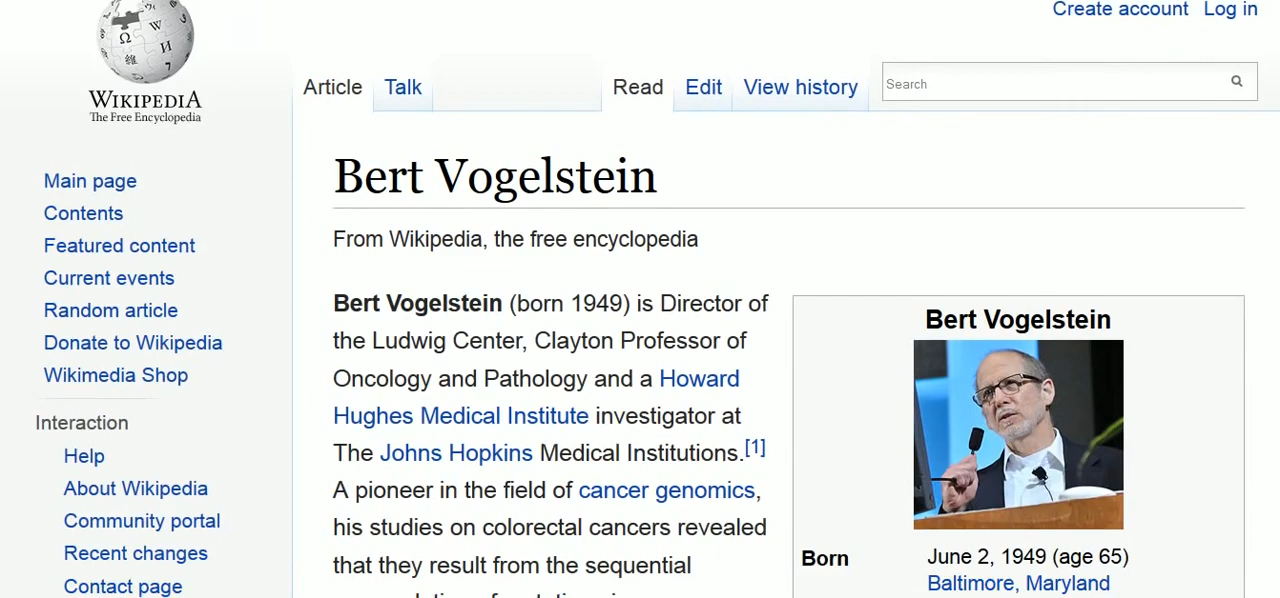 Create account Log in
WIKIPEDIA
The Free Encyclopedia
Article Talk Read Edit View history Search
Main page
Contents
Featured content
Current events
Random article
Donate to Wikipedia
Wikimedia Shop
Interaction
Help
About Wikipedia
Community portal
Recent changes
Contact page
Bert Vogelstein
From Wikipedia, the free encyclopedia
Bert Vogelstein (born 1949) is Director of
the Ludwig Center, Clayton Professor of
Oncology and Pathology and a Howard
Hughes Medical Institute investigator at
The Johns Hopkins Medical Institutions.[1]
A pioneer in the field of cancer genomics,
his studies on colorectal cancers revealed
that they result from the sequential
Bert Vogelstein
Born June 2, 1949 (age 65)
Baltimore, Maryland